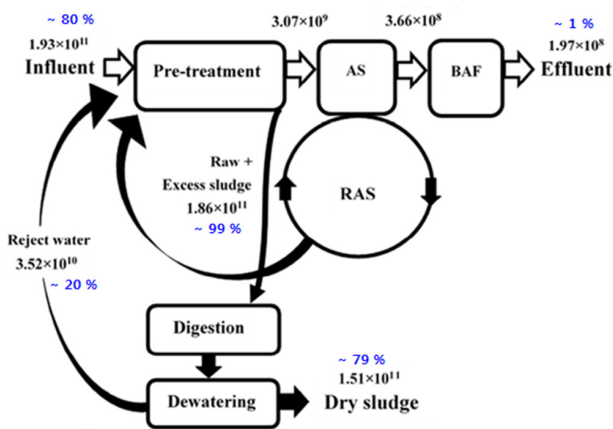 ~ 80 %
1.93×10¹¹
Influent
Pre-treatment
3.07×10⁹
AS
3.66×10⁸
BAF
~ 1 %
1.97×10⁸
Effluent
Raw +
Excess sludge
1.86×10¹¹
~ 99 %
RAS
Reject water
3.52×10¹⁰
~ 20 %
Digestion
Dewatering
~ 79 %
1.51×10¹¹
Dry sludge